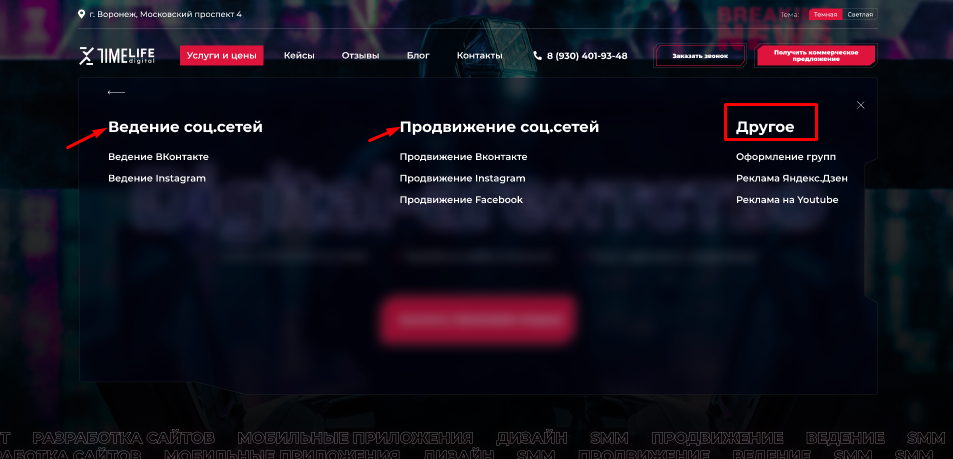 г. Воронеж, Московский проспект 4
Тема:
Темная
Светлая
TIMELIFE
digital
Услуги и цены
Кейсы
Отзывы
Блог
Контакты
8 (930) 401-93-48
Заказать звонок
Получить коммерческое
предложение
Ведение соц.сетей
Ведение ВКонтакте
Ведение Instagram
Продвижение соц.сетей
Продвижение Вконтакте
Продвижение Instagram
Продвижение Facebook
Другое
Оформление групп
Реклама Яндекс.Дзен
Реклама на Youtube
BREAKING
NEWS
РАЗРАБОТКА САЙТОВ МОБИЛЬНЫЕ ПРИЛОЖЕНИЯ ДИЗАЙН SMM ПРОДВИЖЕНИЕ ВЕДЕНИЕ SMM
САЙТОВ МОБИЛЬНЫЕ ПРИЛОЖЕНИЯ ДИЗАЙН SMM ПРОДВИЖЕНИЕ ВЕДЕНИЕ SMM SMM